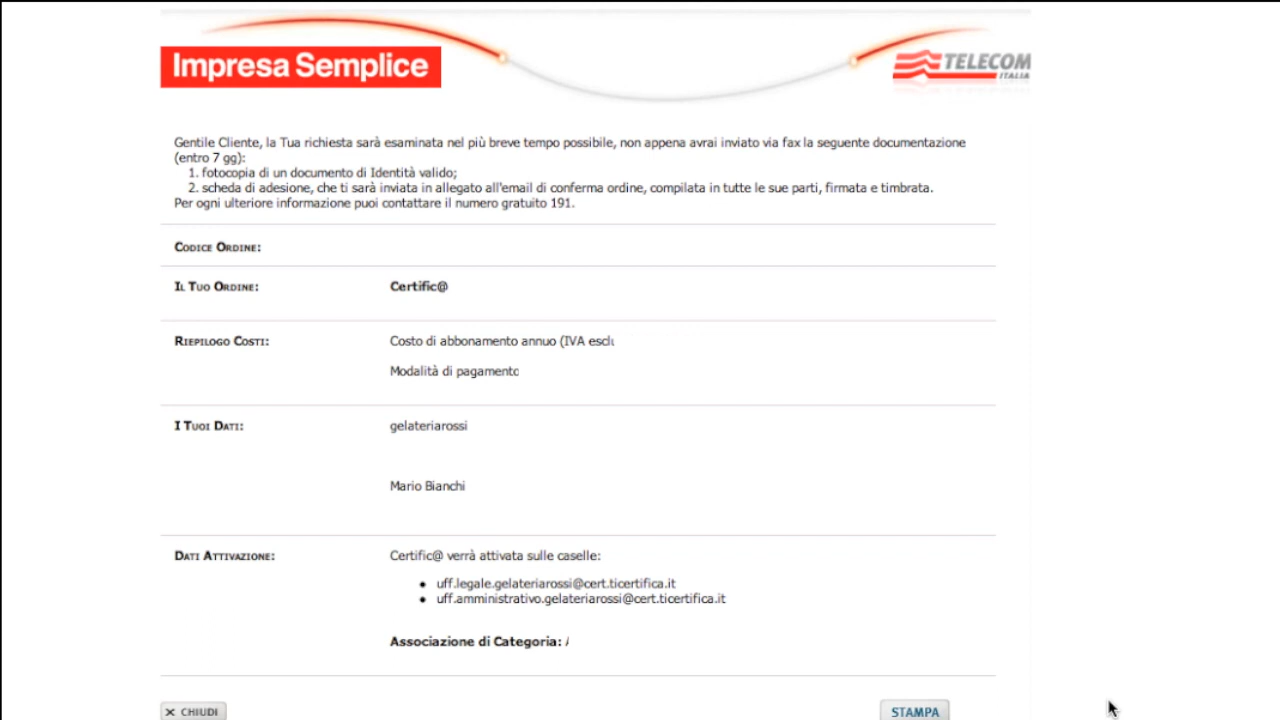 Impresa Semplice
TELECOM
ITALIA
Gentile Cliente, la Tua richiesta sarà esaminata nel più breve tempo possibile, non appena avrai inviato via fax la seguente documentazione
(entro 7 gg):
1. fotocopia di un documento di Identità valido;
2. scheda di adesione, che ti sarà inviata in allegato all'email di conferma ordine, compilata in tutte le sue parti, firmata e timbrata.
Per ogni ulteriore informazione puoi contattare il numero gratuito 191.
CODICE ORDINE:
IL TUO ORDINE: Certific@
RIEPILOGO COSTI: Costo di abbonamento annuo (IVA
Modalità di pagamento
I TUOI DATI: gelateriarossi
Mario Bianchi
DATI ATTIVAZIONE: Certific@ verrà attivata sulle caselle:
• uff.legale.gelateriarossi@cert.ticertifica.it
• uff.amministrativo.gelateriarossi@cert.ticertifica.it
Associazione di Categoria:
X CHIUDI
STAMPA